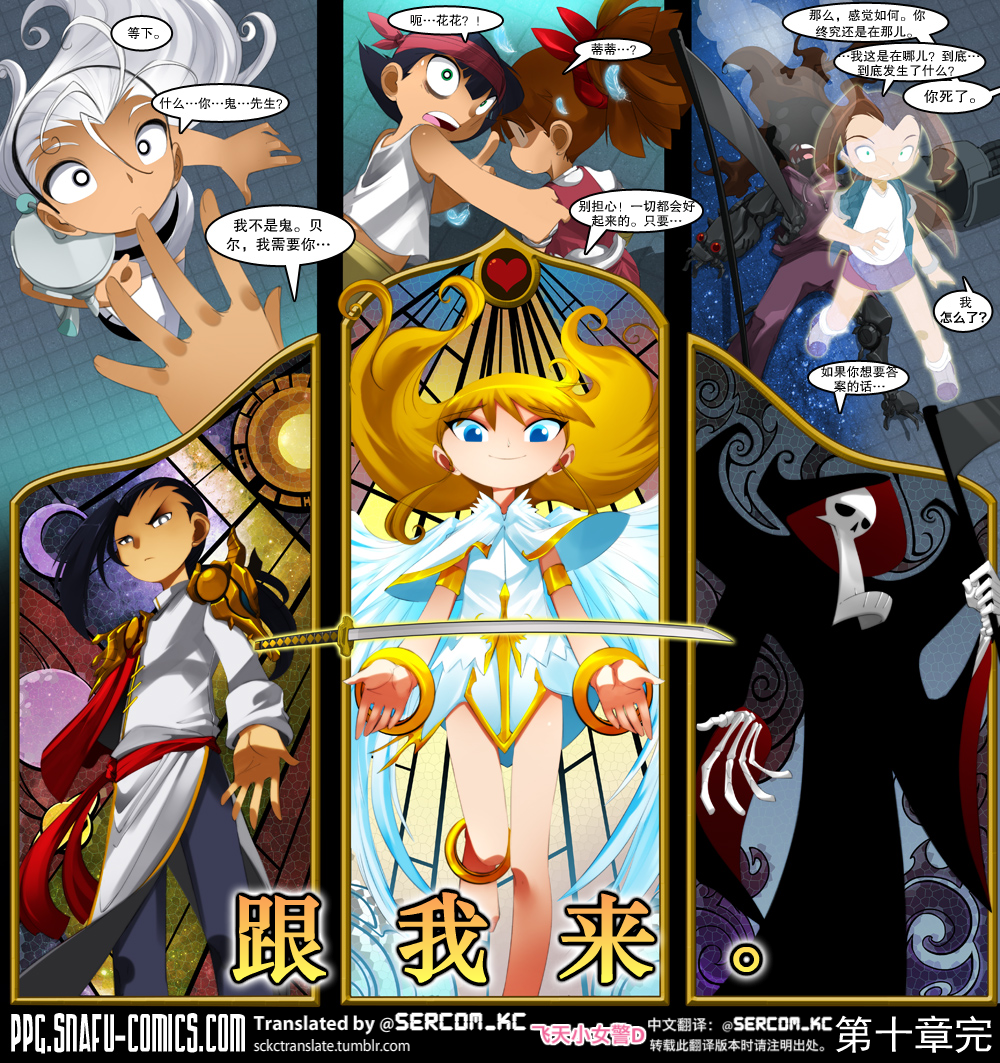 等下。
什么…你…鬼…先生?
我不是鬼。贝
尔，我需要你…
呃…花花？！
蒂蒂…?
别担心！一切都会好
起来的。只要…
那么，感觉如何。你
终究还是在那儿。
…我这是在哪儿？到底…
到底发生了什么？
你死了。
我
怎么了?
如果你想要答
案的话…
跟我来。
PPG.SNAFU-COMICS.COM
Translated by @SERCOM_KC
sckctranslate.tumblr.com
飞天小女警D
中文翻译：@SERCOM_KC
转载此翻译版本时请注明出处。
第十章完